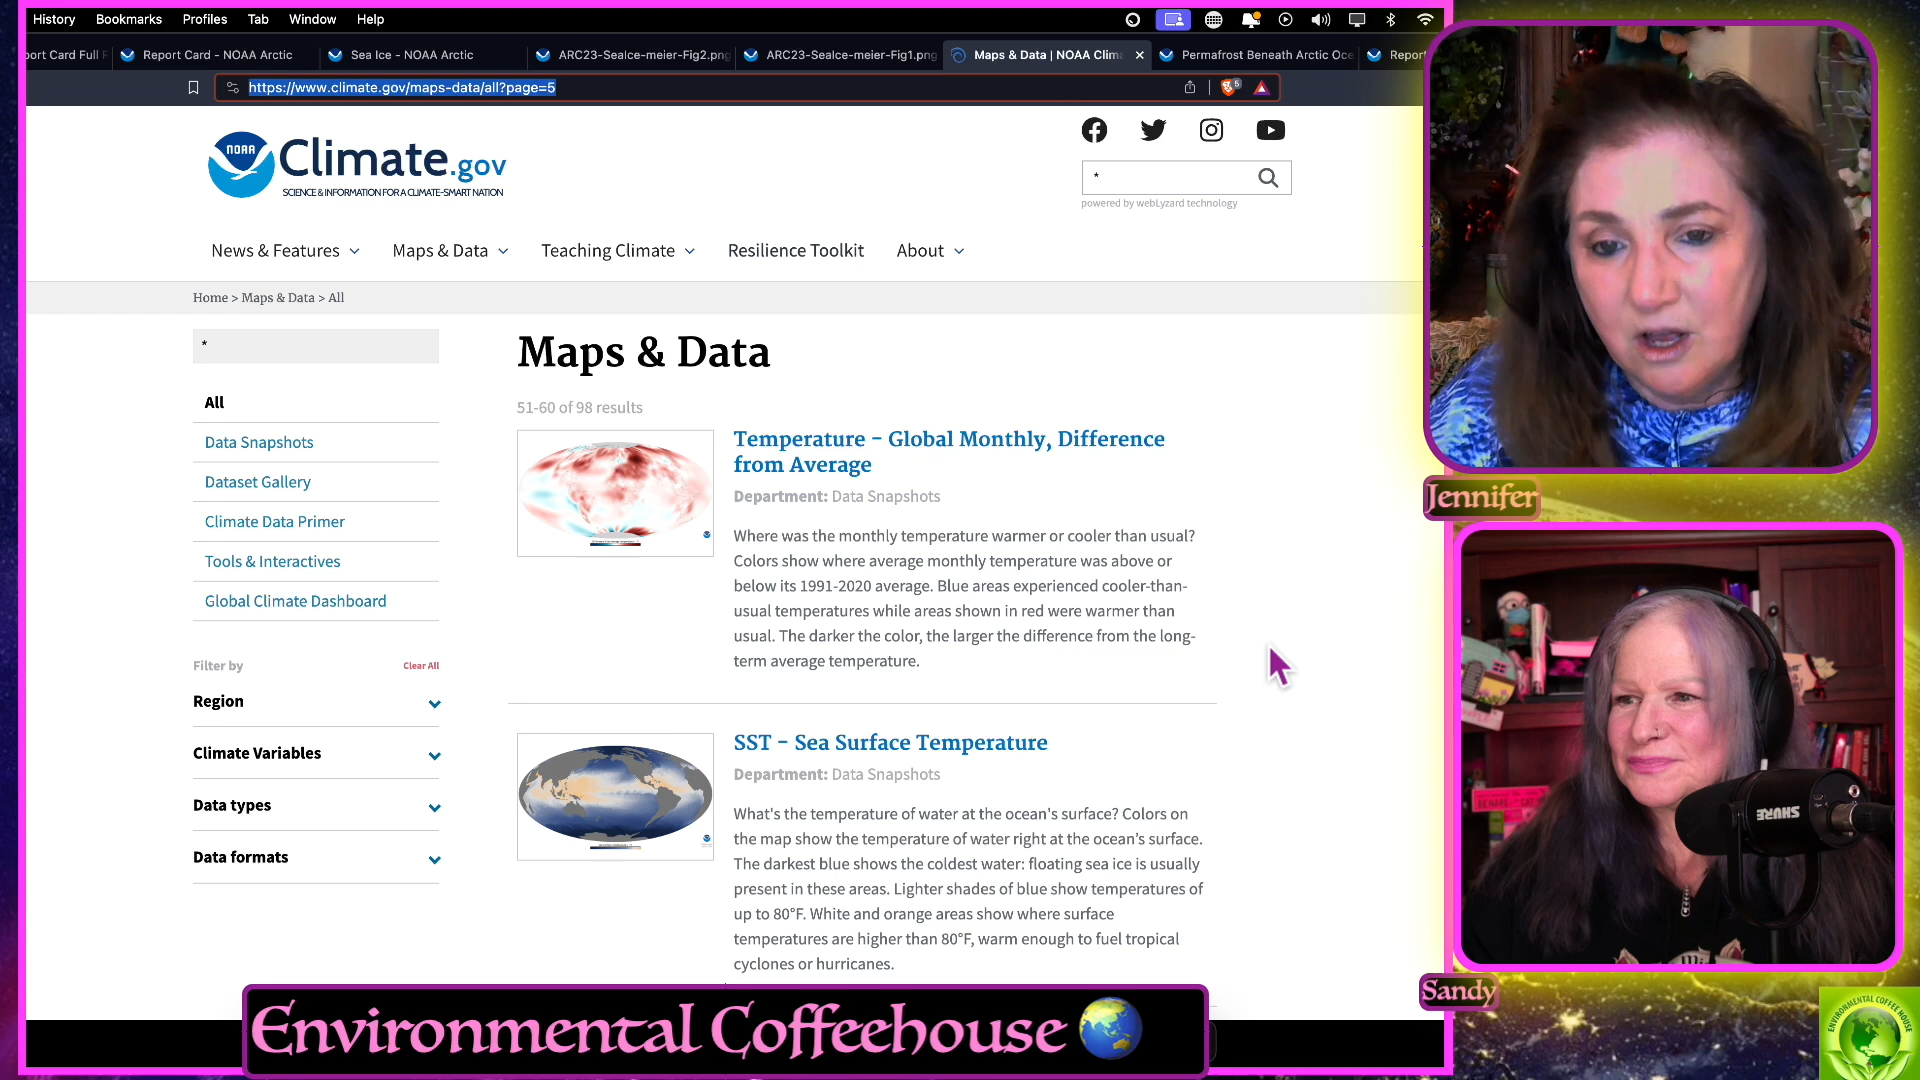 History Bookmarks Profiles Tab Window Help
ort Card Full R Report Card - NOAA Arctic Sea Ice - NOAA Arctic ARC23-SeaIce-meier-Fig2.png ARC23-SeaIce-meier-Fig1.png Maps & Data | NOAA Clim Permafrost Beneath Arctic Oce Repor
https://www.climate.gov/maps-data/all?page=5
5
NOAA
Climate.gov
SCIENCE & INFORMATION FOR A CLIMATE-SMART NATION
*
powered by webLyzard technology
News & Features Maps & Data Teaching Climate Resilience Toolkit About
Home > Maps & Data > All
*
All
Data Snapshots
Dataset Gallery
Climate Data Primer
Tools & Interactives
Global Climate Dashboard
Filter by Clear All
Region
Climate Variables
Data types
Data formats
Maps & Data
51-60 of 98 results
Temperature - Global Monthly, Difference
from Average
Department: Data Snapshots
Where was the monthly temperature warmer or cooler than usual?
Colors show where average monthly temperature was above or
below its 1991-2020 average. Blue areas experienced cooler-than-
usual temperatures while areas shown in red were warmer than
usual. The darker the color, the larger the difference from the long-
term average temperature.
SST - Sea Surface Temperature
Department: Data Snapshots
What's the temperature of water at the ocean's surface? Colors on
the map show the temperature of water right at the ocean's surface.
The darkest blue shows the coldest water: floating sea ice is usually
present in these areas. Lighter shades of blue show temperatures of
up to 80°F. White and orange areas show where surface
temperatures are higher than 80°F, warm enough to fuel tropical
cyclones or hurricanes.
Jennifer
SHURE
Sandy
Environmental Coffeehouse
ENVIRONMENTAL COFFEE HOUSE